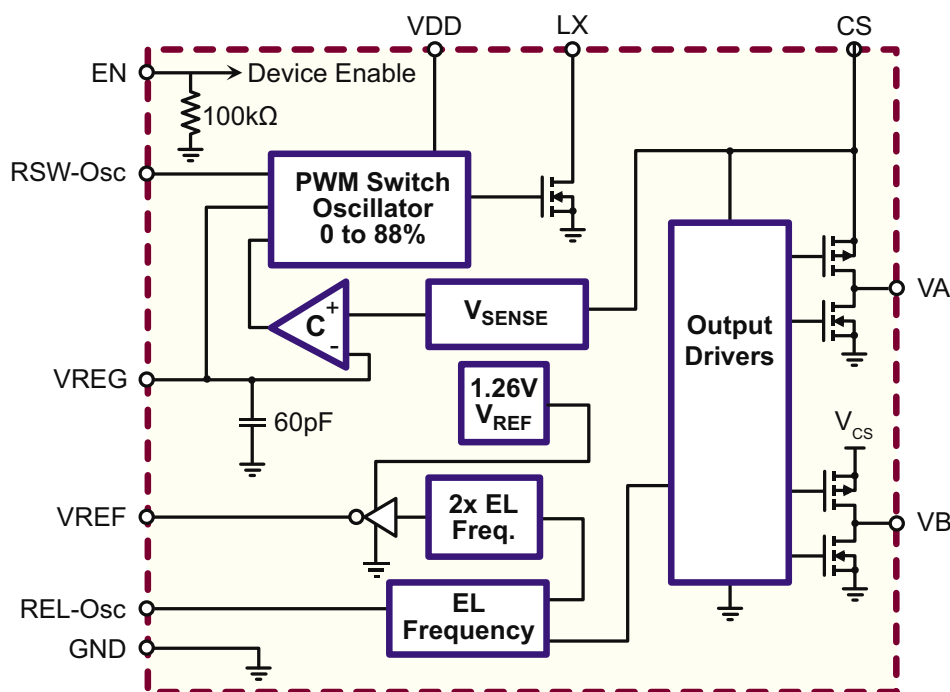 VDD
LX
CS
EN
Device Enable
100kΩ
RSW-Osc
PWM Switch
Oscillator
0 to 88%
VA
C
+
-
VSENSE
Output
Drivers
VREG
60pF
1.26V
VREF
VCS
VREF
2x EL
Freq.
VB
REL-Osc
EL
Frequency
GND